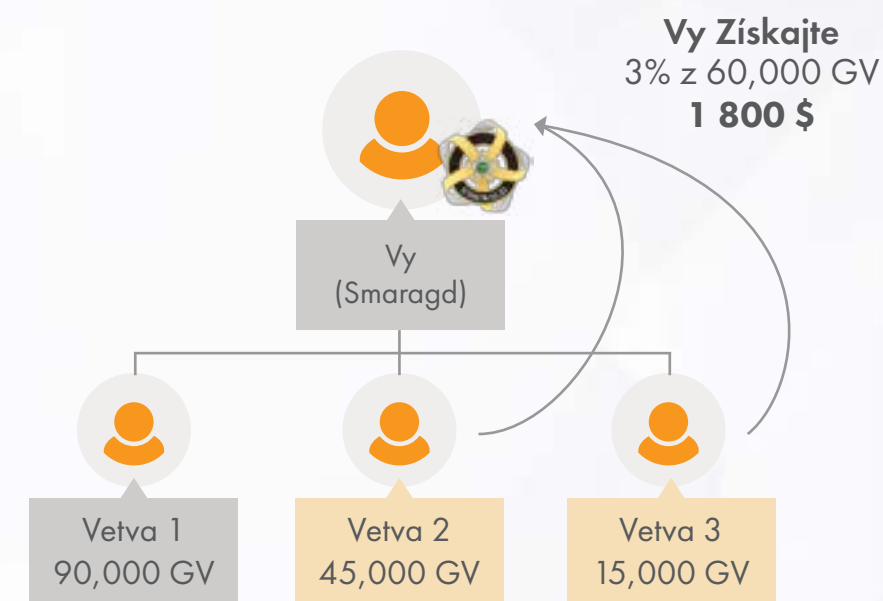 Vy Získajte
3% z 60,000 GV
1 800 $
Vy
(Smaragd)
Vetva 1
90,000 GV
Vetva 2
45,000 GV
Vetva 3
15,000 GV